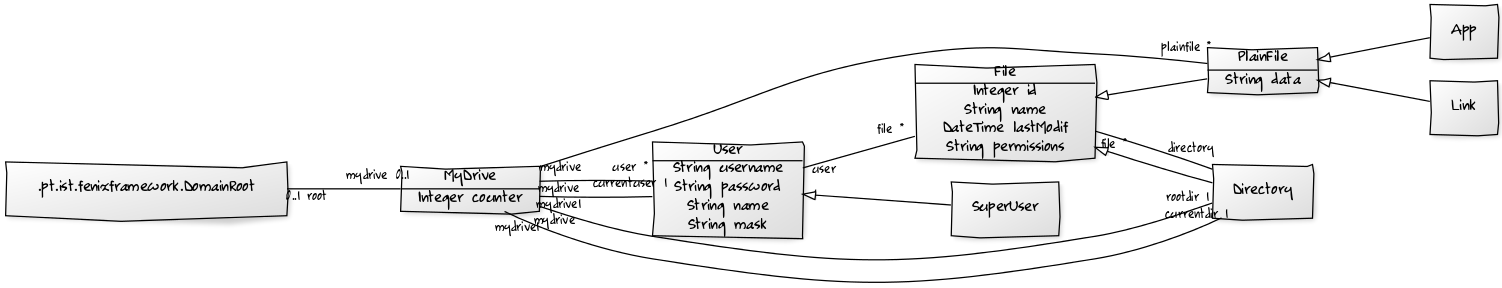 App
plainfile *
PlainFile
String data
Link
File
Integer id
String name
DateTime lastModif
String permissions
file *
file *
directory
User
String username
String password
String name
String mask
user
user *
currentuser 1
mydrive
mydrive
mydrive1
mydrive
mydrive1
MyDrive
Integer counter
mydrive 0..1
0..1 root
.pt.ist.fenixframework.DomainRoot
SuperUser
Directory
rootdir 1
currentdir 1